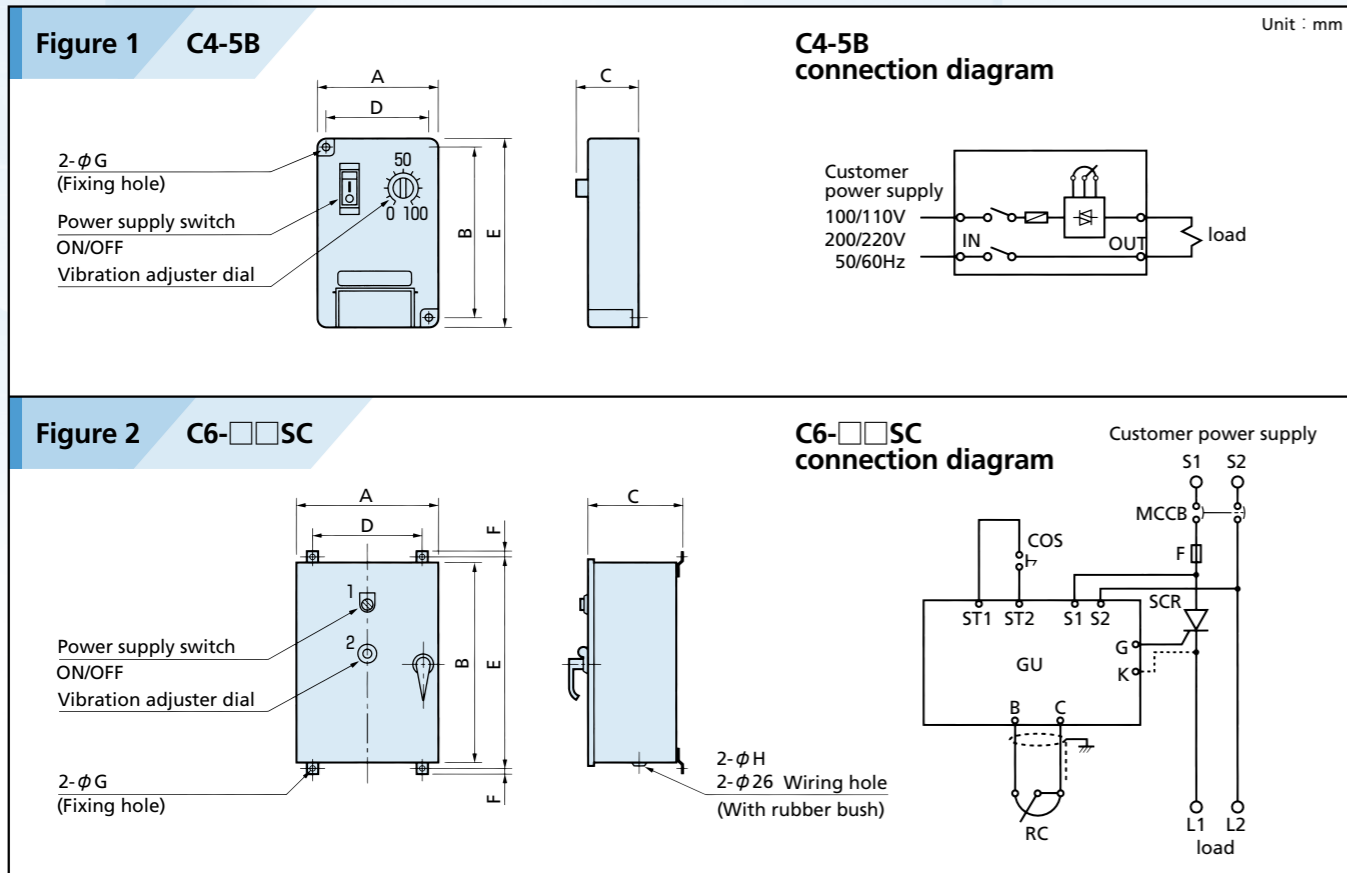 Figure 1 C4-5B
C4-5B
connection diagram
Unit : mm
A
D
C
2-φG
(Fixing hole)
Power supply switch
ON/OFF
Vibration adjuster dial
50
0 100
B
E
Customer
power supply
100/110V
200/220V
50/60Hz
IN
OUT
load
Figure 2 C6-□□SC
C6-□□SC
connection diagram
Customer power supply
S1 S2
MCCB
F
COS
SCR
ST1 ST2 S1 S2
G
GU
K
B C
RC
L1 L2
load
A
D
F
C
1
2
Power supply switch
ON/OFF
Vibration adjuster dial
B
E
2-φG
(Fixing hole)
F
2-φH
2-φ26 Wiring hole
(With rubber bush)